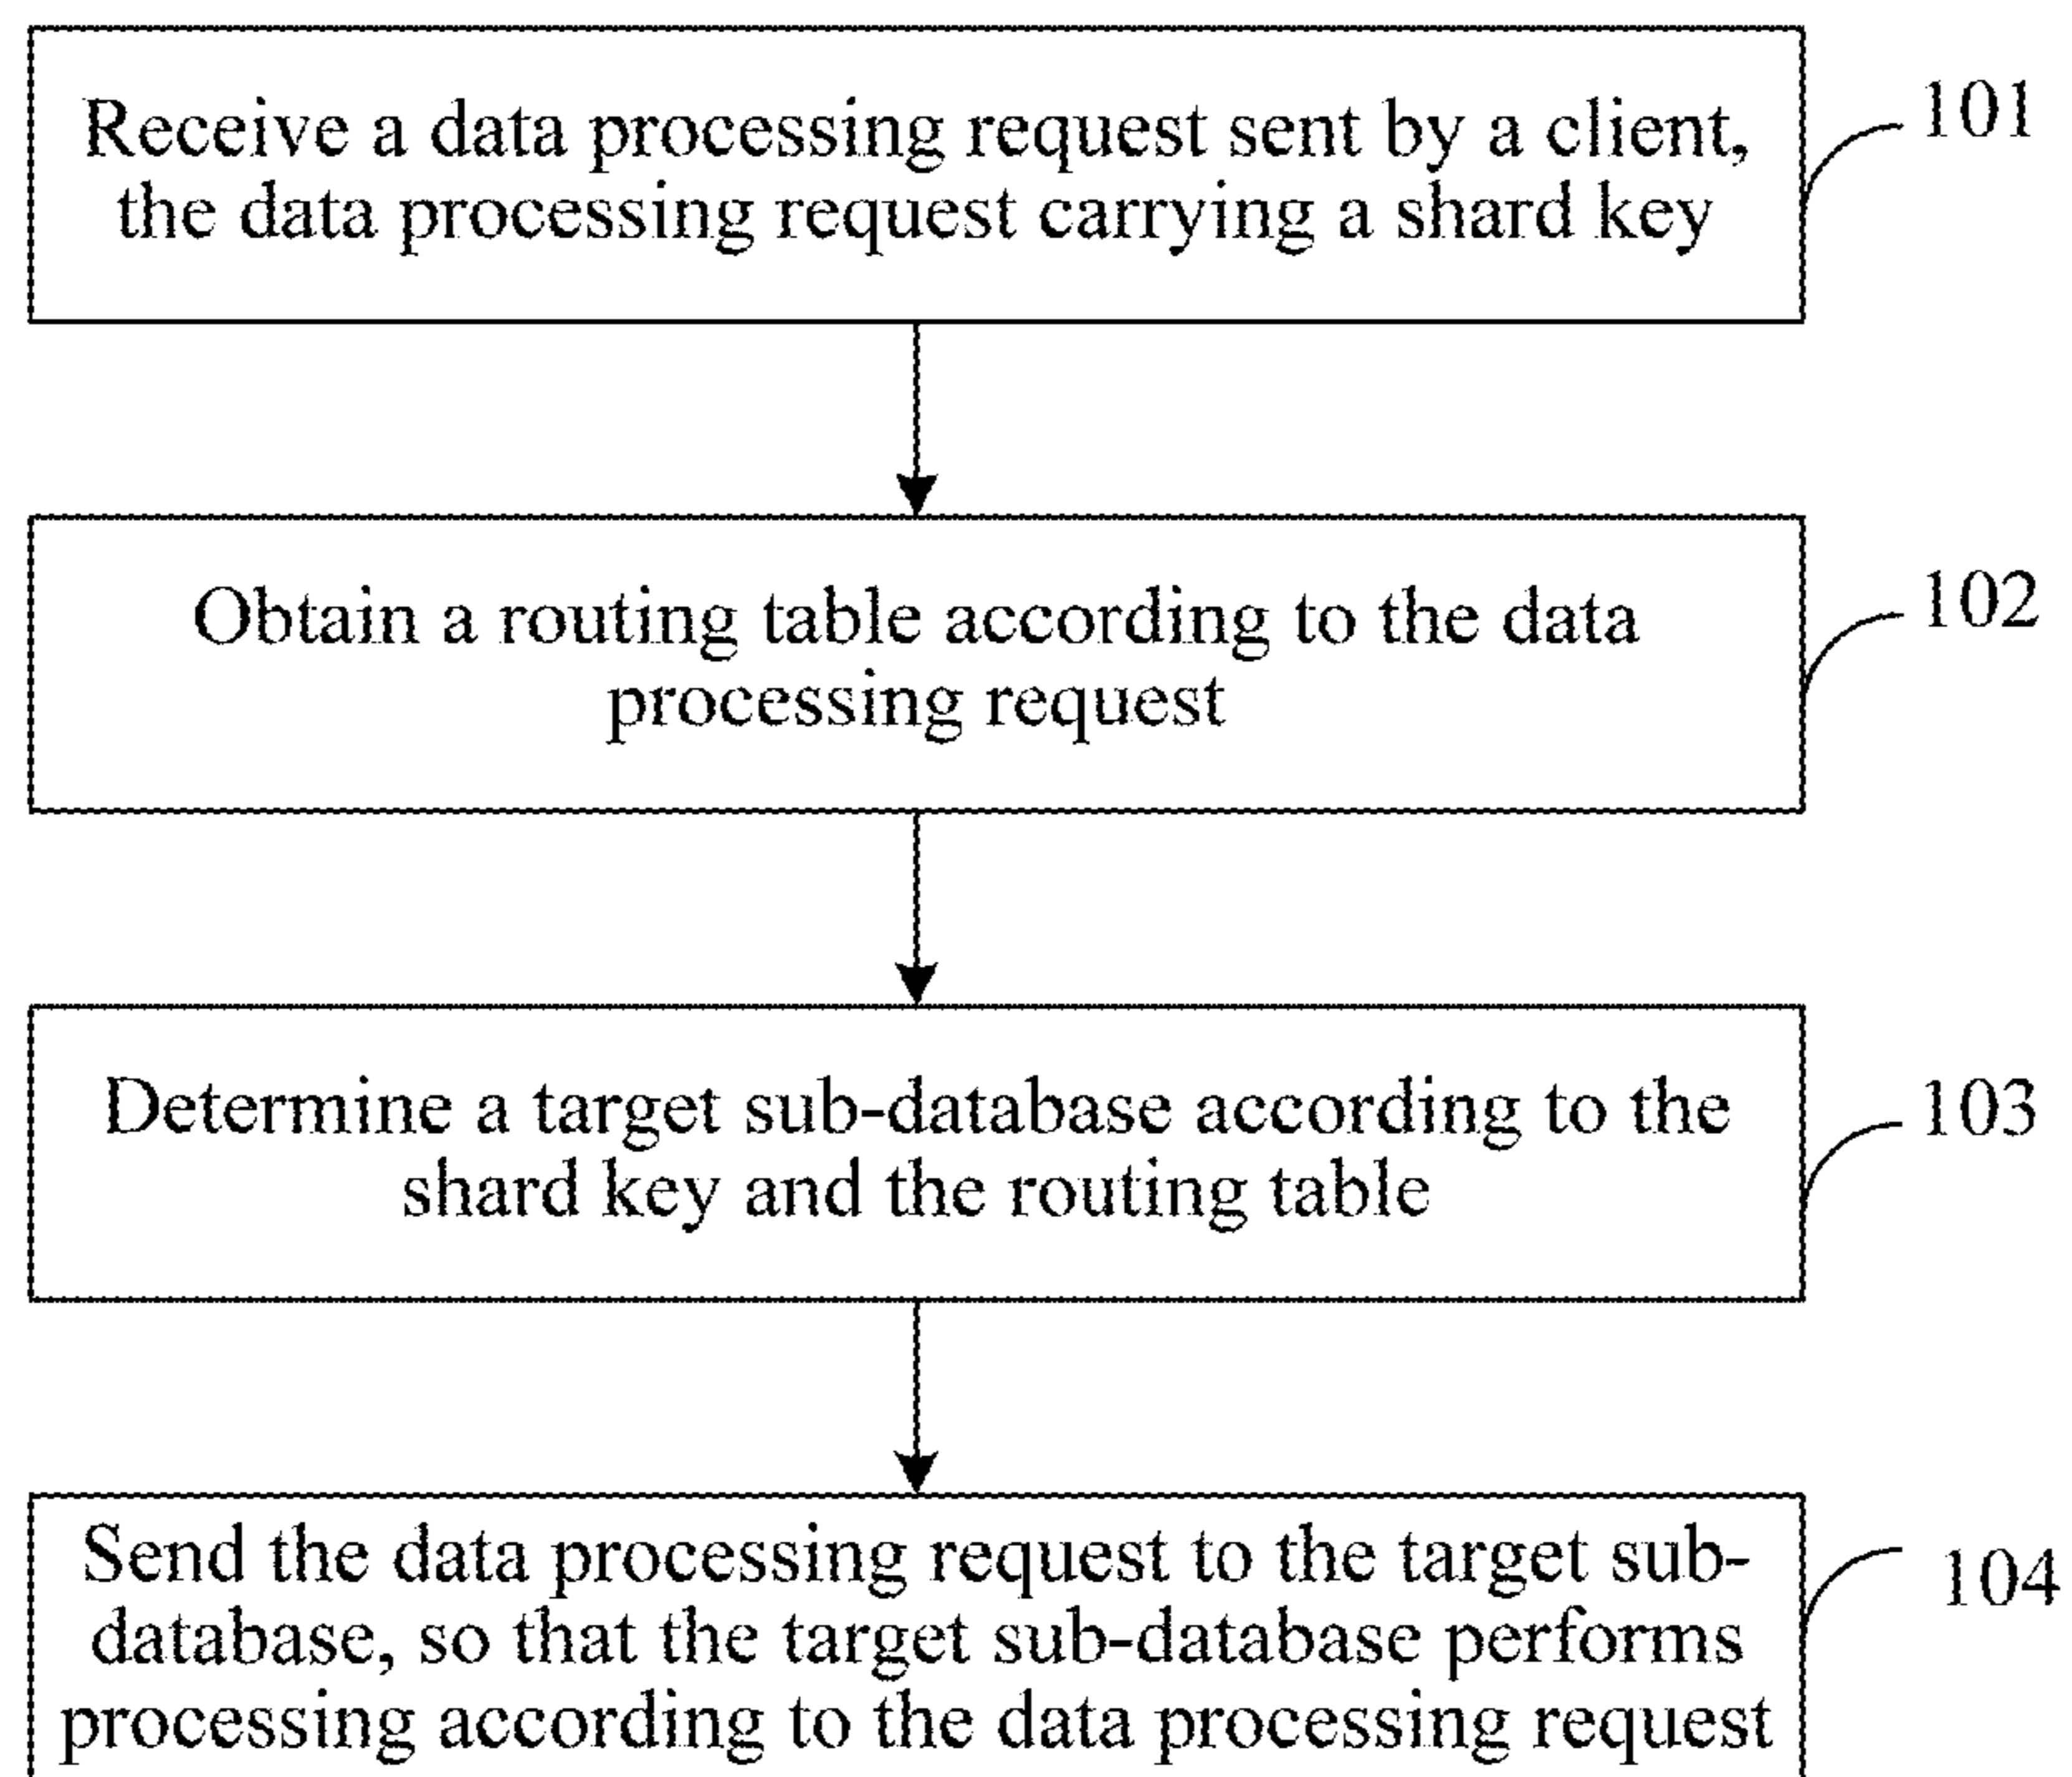 Receive a data processing request sent by a client,
the data processing request carrying a shard key
101
Obtain a routing table according to the data
processing request
102
Determine a target sub-database according to the
shard key and the routing table
103
Send the data processing request to the target sub-
database, so that the target sub-database performs
processing according to the data processing request
104